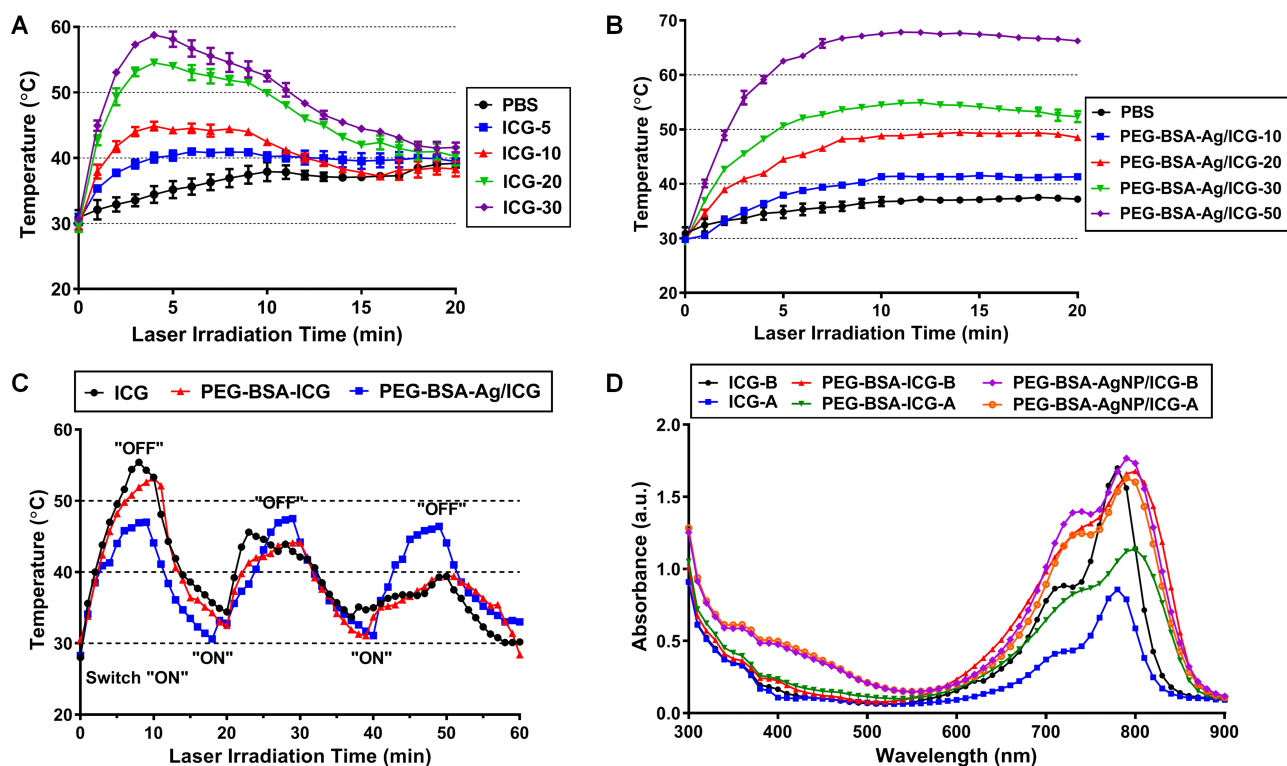 A
Temperature (°C)
60
50
40
30
20
0
5
10
15
20
Laser Irradiation Time (min)
PBS
ICG-5
ICG-10
ICG-20
ICG-30
B
Temperature (°C)
70
60
50
40
30
20
0
5
10
15
20
Laser Irradiation Time (min)
PBS
PEG-BSA-Ag/ICG-10
PEG-BSA-Ag/ICG-20
PEG-BSA-Ag/ICG-30
PEG-BSA-Ag/ICG-50
C
ICG PEG-BSA-ICG PEG-BSA-Ag/ICG
Temperature (°C)
60
50
40
30
20
"OFF"
"OFF"
"OFF"
"ON"
"ON"
Switch "ON"
0
10
20
30
40
50
60
Laser Irradiation Time (min)
D
ICG-B PEG-BSA-ICG-B PEG-BSA-AgNP/ICG-B
ICG-A PEG-BSA-ICG-A PEG-BSA-AgNP/ICG-A
Absorbance (a.u.)
2.0
1.5
1.0
0.5
0.0
300
400
500
600
700
800
900
Wavelength (nm)